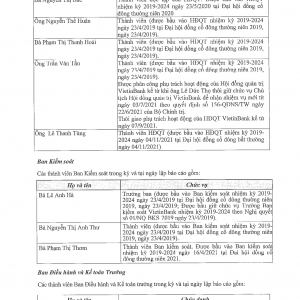 nhiệm kỳ 2019-2024 ngày 23/5/2020 tại Đại hội đồng cổ
đông thường niên 2020
Ông Nguyễn Thế Huân
Thành viên (được bầu vào HĐQT nhiệm kỳ 2019-2024
ngày 23/4/2019 tại Đại hội đồng cổ đông thường niên 2019,
ngày 23/4/2019).
Bà Phạm Thị Thanh Hoài
Thành viên (được bầu vào HĐQT nhiệm kỳ 2019-2024
ngày 23/4/2019 tại Đại hội đồng cổ đông thường niên 2019,
ngày 23/4/2019).
Ông Trần Văn Tần
Thành viên (được bầu vào HĐQT nhiệm kỳ 2019-2024
ngày 23/4/2019 tại Đại hội đồng cổ đông thường niên 2019,
ngày 23/4/2019).
Được phân công phụ trách hoạt động của Hội đồng quản trị
VietinBank kể từ khi ông Lê Đức Thọ thôi giữ chức vụ Chủ
tịch Hội đồng quản trị VietinBank để nhận nhiệm vụ mới từ
ngày 03/7/2021 theo quyết định số 156-QĐNS/TW ngày
22/6/2021 của Bộ Chính trị.
Thôi giao phụ trách hoạt động của HĐQT VietinBank kể từ
ngày 07/9/2021.
Ông Lê Thanh Tùng
Thành viên HĐQT (được bầu vào HĐQT nhiệm kỳ 2019-2024
ngày 04/11/2021 tại Đại hội đồng cổ đông bất thường
ngày 04/11/2021)
Ban Kiểm soát
Các thành viên Ban Kiểm soát trong kỳ và tại ngày lập báo cáo gồm:
Họ và tên
Chức vụ
Bà Lê Anh Hà
Trưởng ban (được bầu vào Ban kiểm soát nhiệm kỳ 2019-
2024 ngày 23/4/2019 tại Đại hội đồng cổ đông thường niên
2019, ngày 23/4/2019; Được bầu giữ chức vụ Trưởng Ban kiểm
soát VietinBank nhiệm kỳ 2019-2024 theo Nghị quyết
ngày 23/4/2019).
Bà Nguyễn Thị Anh Thư
Thành viên (được bầu vào Ban kiểm soát nhiệm kỳ 2019-
2024 ngày 23/4/2019 tại Đại hội đồng cổ đông thường niên
2019, ngày 23/4/2019).
Bà Phạm Thị Thơm
Thành viên Ban kiểm soát. Được bầu vào Ban kiểm soát
nhiệm kỳ 2019-2024 ngày 16/4/2021 tại Đại hội đồng cổ
đông thường niên 2021.
Ban Điều hành và Kế toán Trưởng
Các thành viên Ban Điều hành và Kế toán trưởng trong kỳ và tại ngày lập báo cáo gồm:
Họ và tên
Chức danh